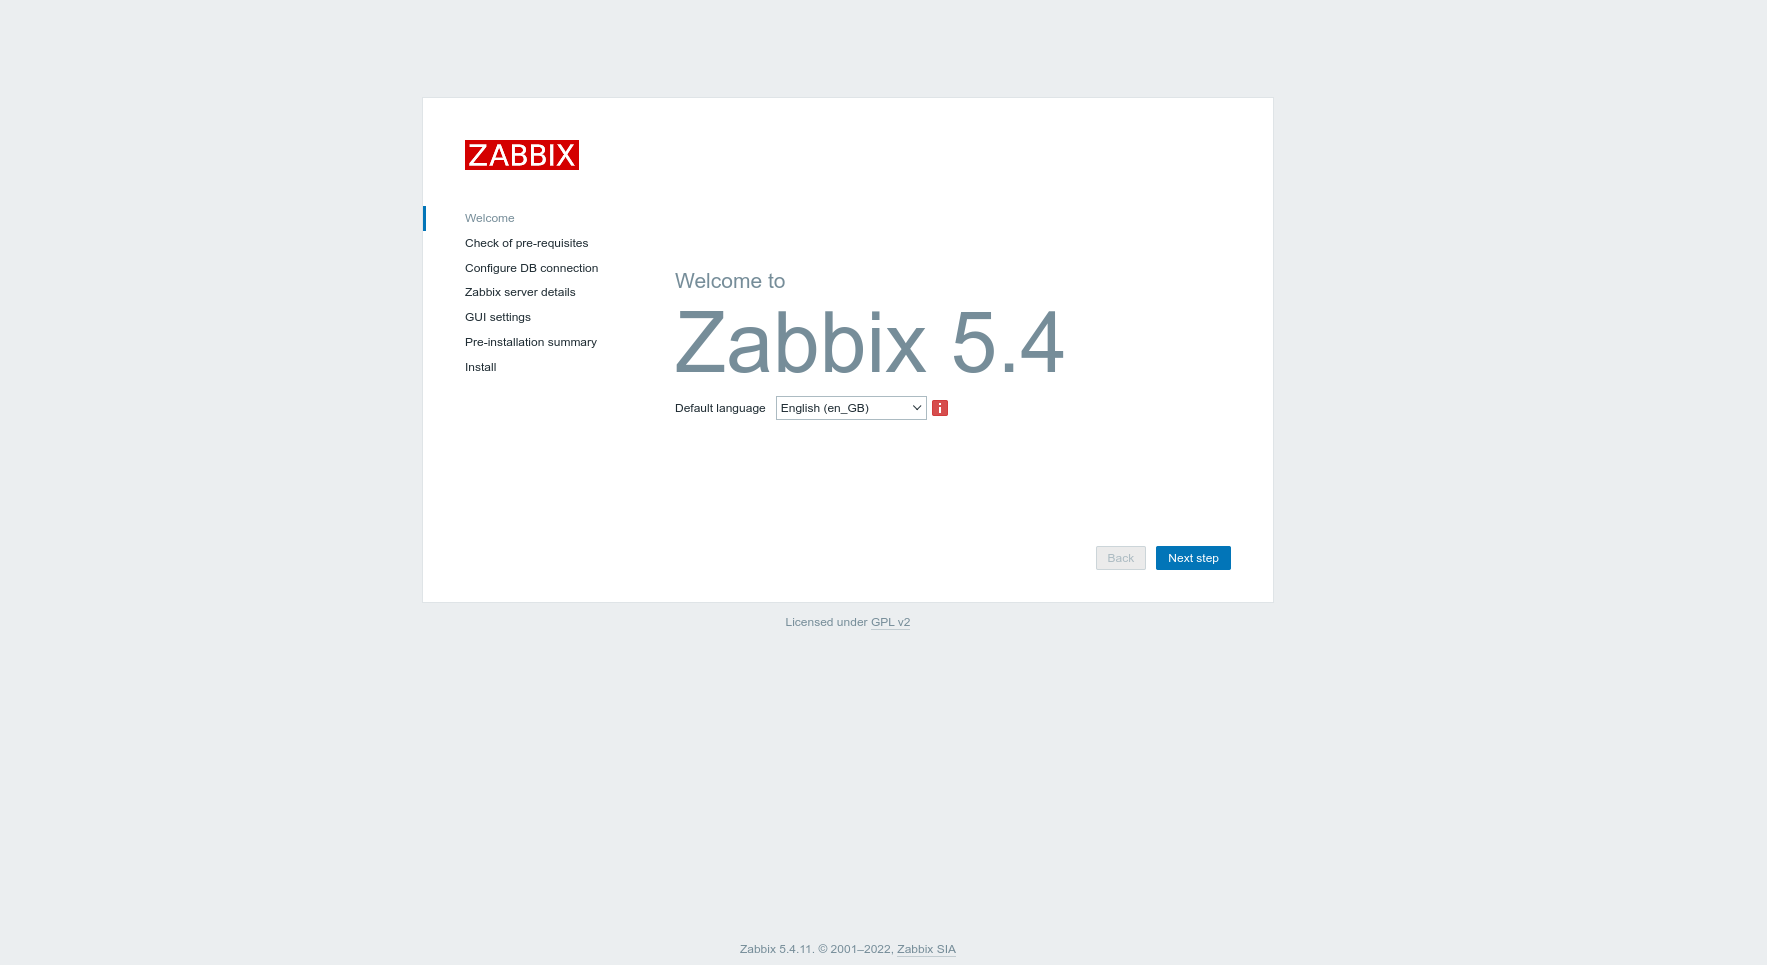 ZABBIX
Welcome
Check of pre-requisites
Configure DB connection
Zabbix server details
GUI settings
Pre-installation summary
Install
Welcome to
Zabbix 5.4
Default language English (en_GB)
Back Next step
Licensed under GPL v2
Zabbix 5.4.11. © 2001–2022, Zabbix SIA